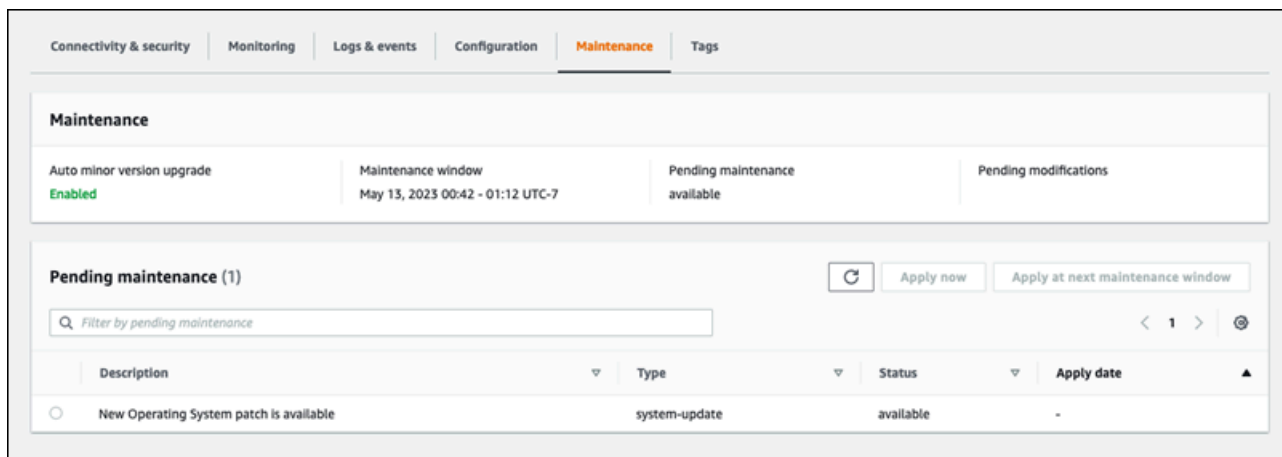 Connectivity & security Monitoring Logs & events Configuration Maintenance Tags
Maintenance
Auto minor version upgrade Maintenance window Pending maintenance Pending modifications
Enabled May 13, 2023 00:42 - 01:12 UTC-7 available
Pending maintenance (1) Apply now Apply at next maintenance window
Filter by pending maintenance 1
Description Type Status Apply date
New Operating System patch is available system-update available -